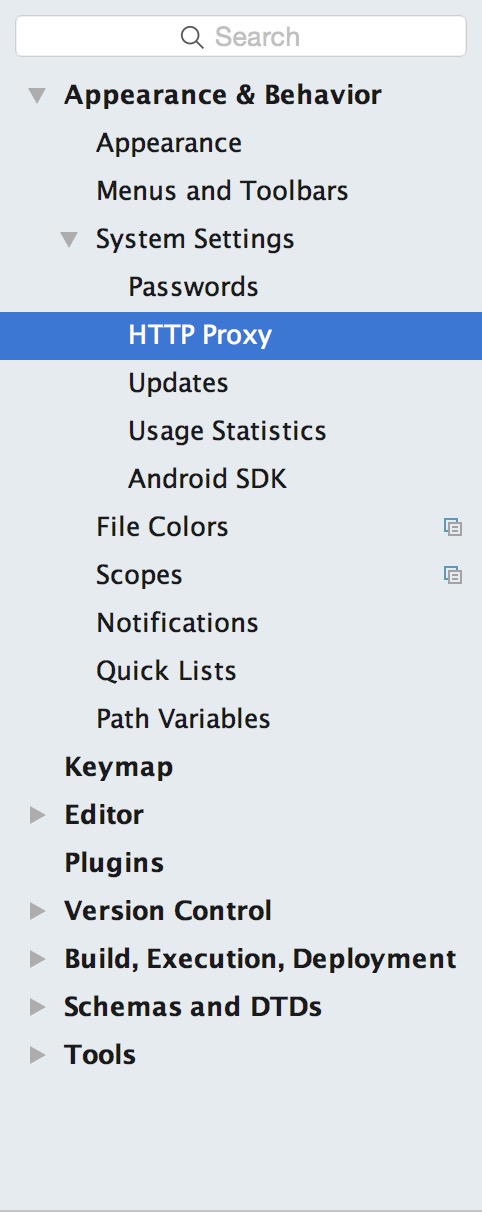 Search
Appearance & Behavior
Appearance
Menus and Toolbars
System Settings
Passwords
HTTP Proxy
Updates
Usage Statistics
Android SDK
File Colors
Scopes
Notifications
Quick Lists
Path Variables
Keymap
Editor
Plugins
Version Control
Build, Execution, Deployment
Schemas and DTDs
Tools